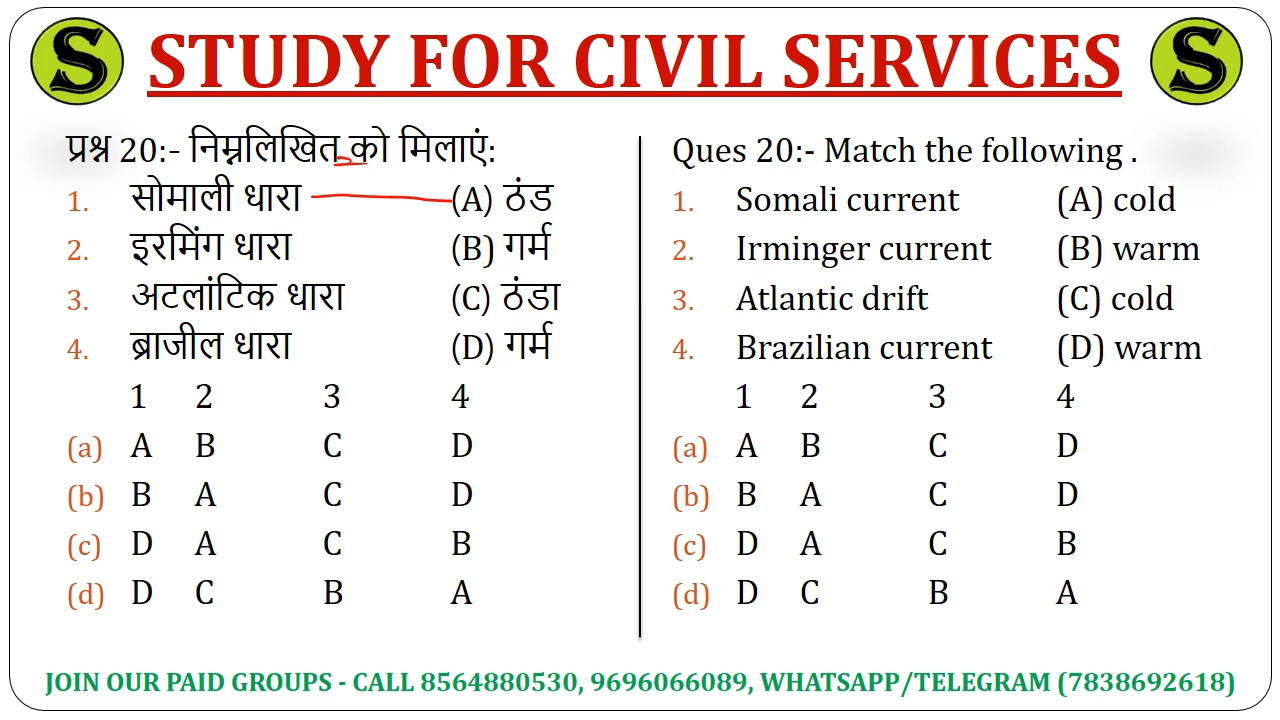 S STUDY FOR CIVIL SERVICES S
प्रश्न 20:- निम्नलिखित को मिलाएं:
1. सोमाली धारा (A) ठंड
2. इरमिंग धारा (B) गर्म
3. अटलांटिक धारा (C) ठंडा
4. ब्राजील धारा (D) गर्म
1 2 3 4
(a) A B C D
(b) B A C D
(c) D A C B
(d) D C B A
Ques 20:- Match the following .
1. Somali current (A) cold
2. Irminger current (B) warm
3. Atlantic drift (C) cold
4. Brazilian current (D) warm
1 2 3 4
(a) A B C D
(b) B A C D
(c) D A C B
(d) D C B A
JOIN OUR PAID GROUPS - CALL 8564880530, 9696066089, WHATSAPP/TELEGRAM (7838692618)